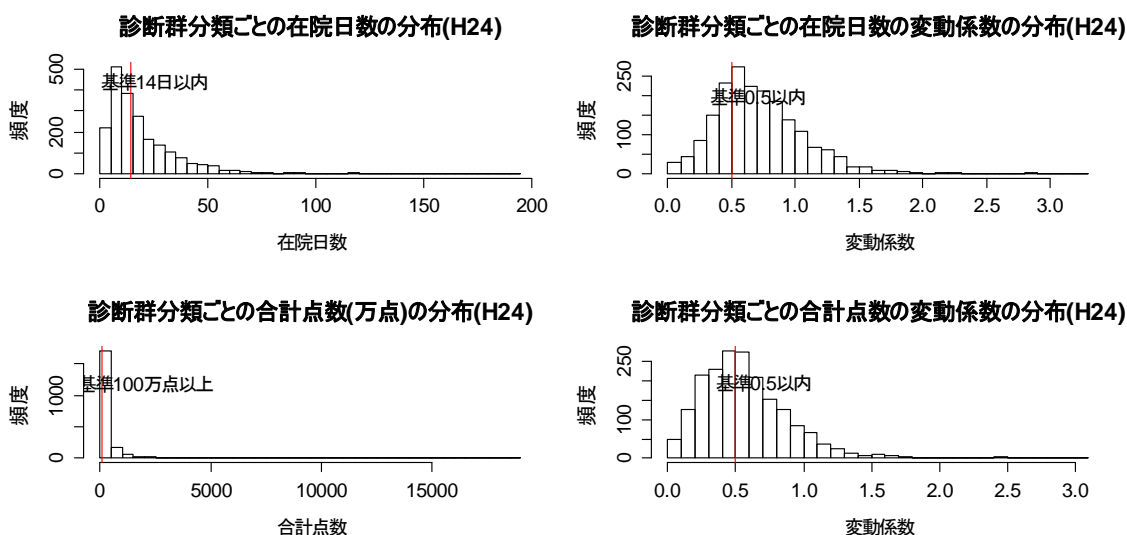 診断群分類ごとの在院日数の分布(H24)
頻度
0 200 500
基準14日以内
0 50 100 150 200
在院日数
診断群分類ごとの在院日数の変動係数の分布(H24)
頻度
0 100 250
基準0.5以内
0.0 0.5 1.0 1.5 2.0 2.5 3.0
変動係数
診断群分類ごとの合計点数(万点)の分布(H24)
頻度
0 1000
基準100万点以上
0 5000 10000 15000
合計点数
診断群分類ごとの合計点数の変動係数の分布(H24)
頻度
0 100 250
基準0.5以内
0.0 0.5 1.0 1.5 2.0 2.5 3.0
変動係数